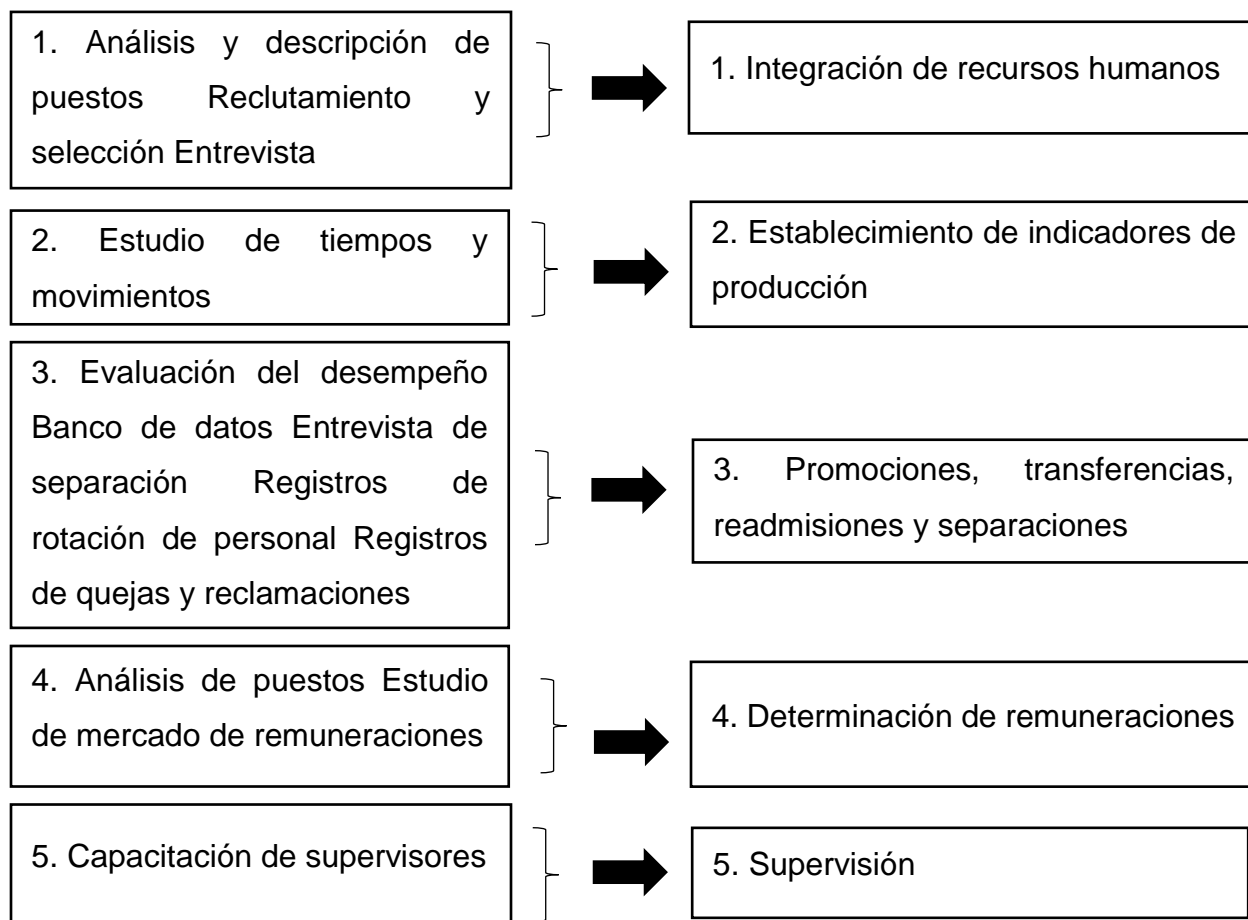 1. Análisis y descripción de
puestos Reclutamiento y
selección Entrevista
1. Integración de recursos humanos
2. Estudio de tiempos y
movimientos
2. Establecimiento de indicadores de
producción
3. Evaluación del desempeño
Banco de datos Entrevista de
separación Registros de
rotación de personal Registros
de quejas y reclamaciones
3. Promociones, transferencias,
readmisiones y separaciones
4. Análisis de puestos Estudio
de mercado de remuneraciones
4. Determinación de remuneraciones
5. Capacitación de supervisores
5. Supervisión